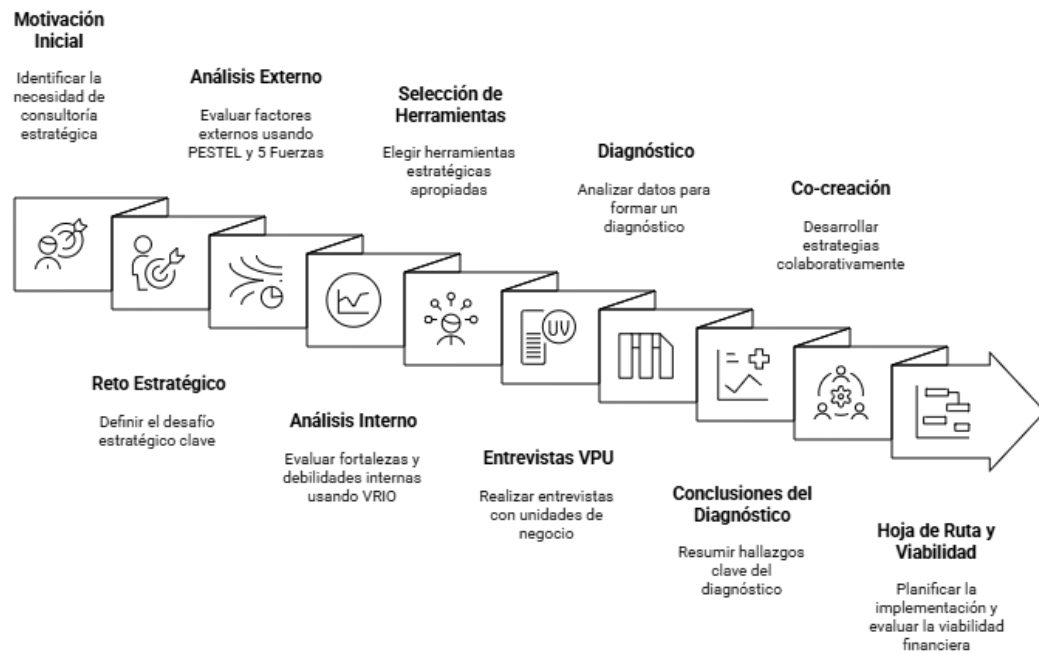 Motivación
Inicial
Identificar la
necesidad de
consultoría
estratégica
Reto Estratégico
Definir el desafío
estratégico clave
Análisis Externo
Evaluar factores
externos usando
PESTEL y 5 Fuerzas
Análisis Interno
Evaluar fortalezas y
debilidades internas
usando VRIO
Selección de
Herramientas
Elegir herramientas
estratégicas
apropiadas
UV
Entrevistas VPU
Realizar entrevistas
con unidades de
negocio
Diagnóstico
Analizar datos para
formar un
diagnóstico
Conclusiones del
Diagnóstico
Resumir hallazgos
clave del
diagnóstico
Co-creación
Desarrollar
estrategias
colaborativamente
Hoja de Ruta y
Viabilidad
Planificar la
implementación y
evaluar la viabilidad
financiera